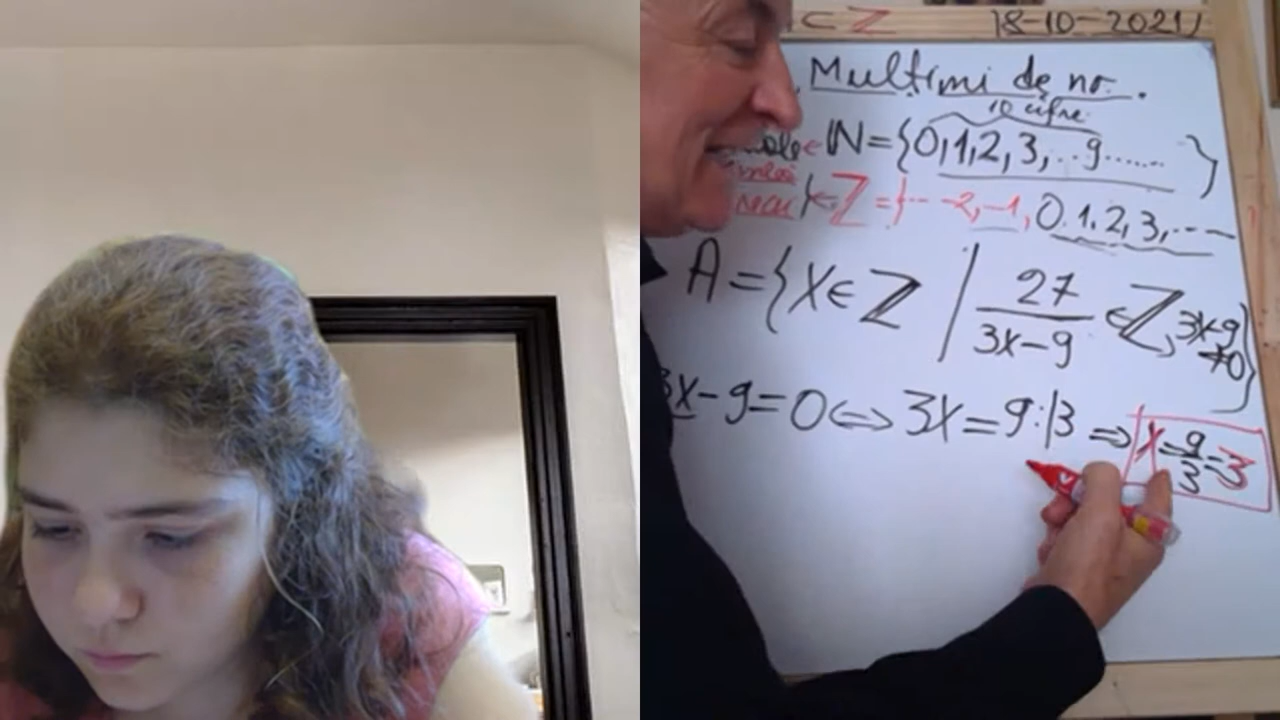 ⊂ Z 18-10-2021
Multimi de nr.
10 cifre
N={0,1,2,3,..9......}
Z={-- -2,-1,0.1.2,3,---
A={x∈Z | 27/3x-9 ∈Z, 3x-9≠0}
3x-9=0⇔3x=9:|3 ⇒ x=9/3=3